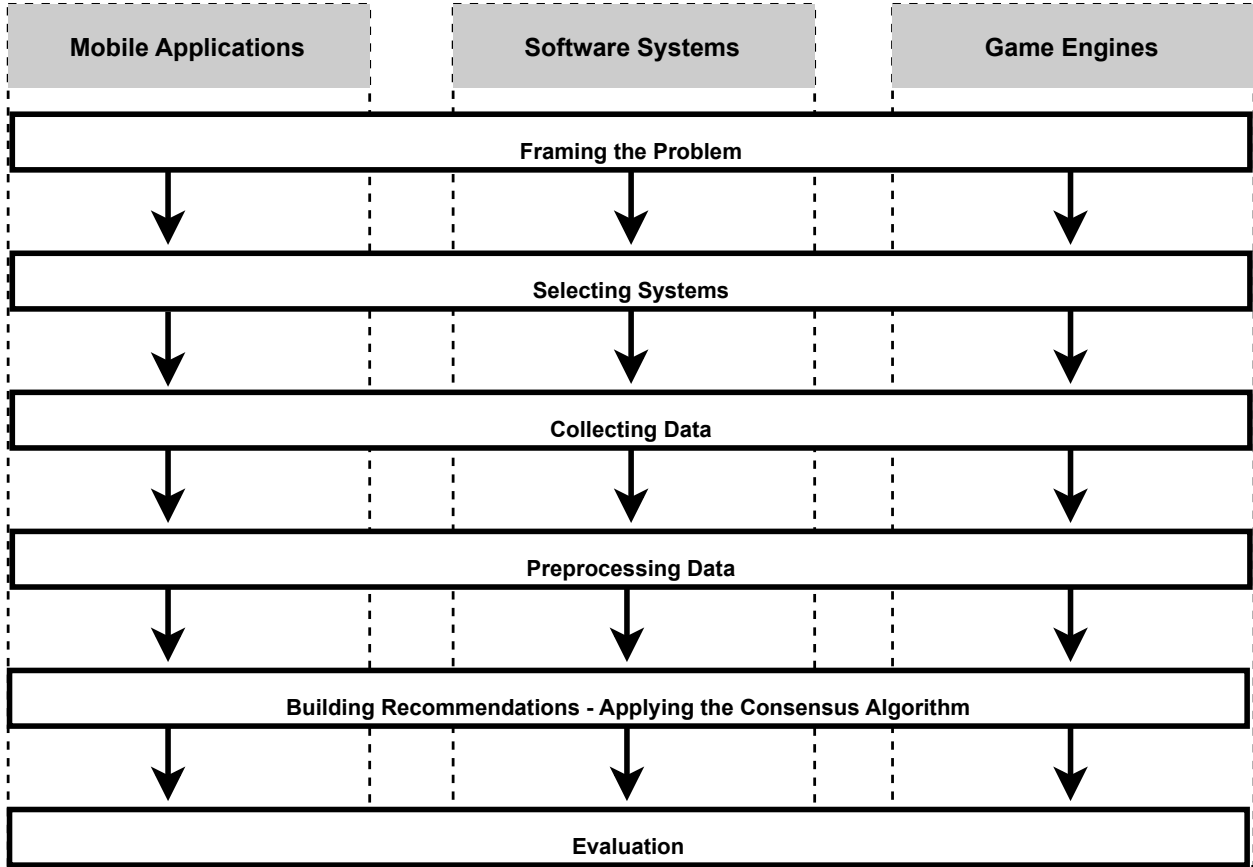 Mobile Applications
Software Systems
Game Engines
Framing the Problem
Selecting Systems
Collecting Data
Preprocessing Data
Building Recommendations - Applying the Consensus Algorithm
Evaluation